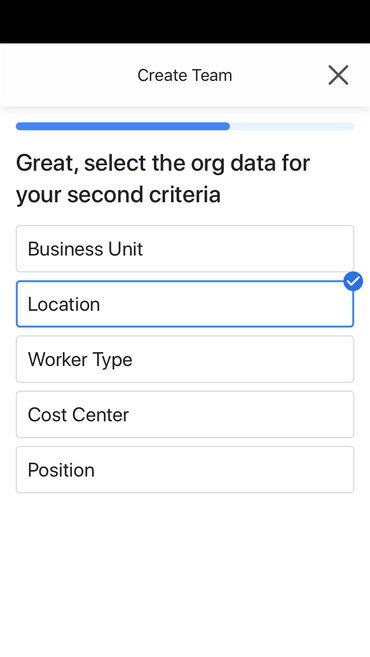 Create Team
Great, select the org data for
your second criteria
Business Unit
Location
Worker Type
Cost Center
Position